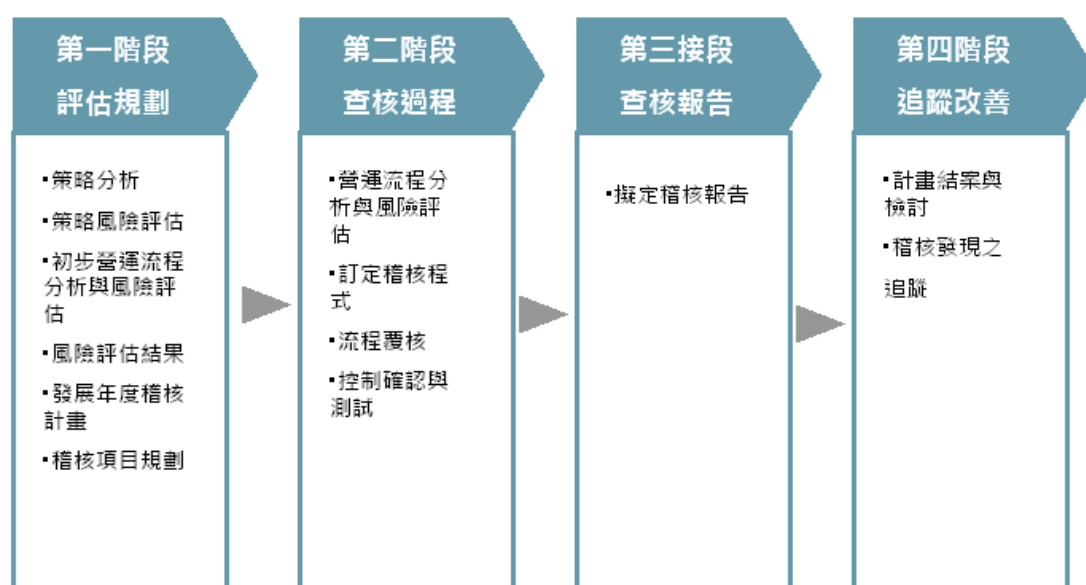 第一階段
評估規劃
▪策略分析
▪策略風險評估
▪初步營運流程
分析與風險評
估
▪風險評估結果
▪發展年度稽核
計畫
▪稽核項目規劃
第二階段
查核過程
▪營運流程分
析與風險評
估
▪訂定稽核程
式
▪流程覆核
▪控制確認與
測試
第三接段
查核報告
▪擬定稽核報告
第四階段
追蹤改善
▪計畫結案與
檢討
▪稽核發現之
追蹤